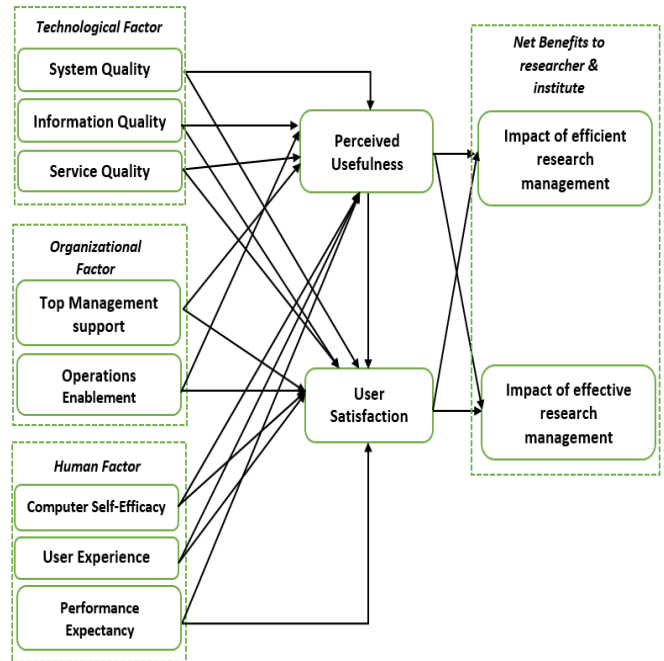 Technological Factor
System Quality
Information Quality
Service Quality
Organizational
Factor
Top Management
support
Operations
Enablement
Human Factor
Computer Self-Efficacy
User Experience
Performance
Expectancy
Perceived
Usefulness
User
Satisfaction
Net Benefits to
researcher &
institute
Impact of efficient
research
management
Impact of effective
research
management